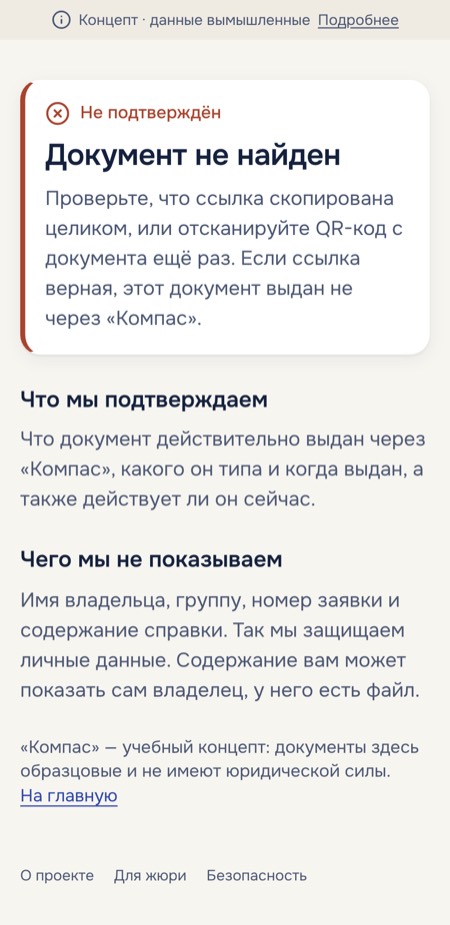 Концепт · данные вымышленные Подробнее
Не подтверждён
Документ не найден
Проверьте, что ссылка скопирована
целиком, или отсканируйте QR-код с
документа ещё раз. Если ссылка
верная, этот документ выдан не
через «Компас».
Что мы подтверждаем
Что документ действительно выдан через
«Компас», какого он типа и когда выдан, а
также действует ли он сейчас.
Чего мы не показываем
Имя владельца, группу, номер заявки и
содержание справки. Так мы защищаем
личные данные. Содержание вам может
показать сам владелец, у него есть файл.
«Компас» — учебный концепт: документы здесь
образцовые и не имеют юридической силы.
На главную
О проекте Для жюри Безопасность